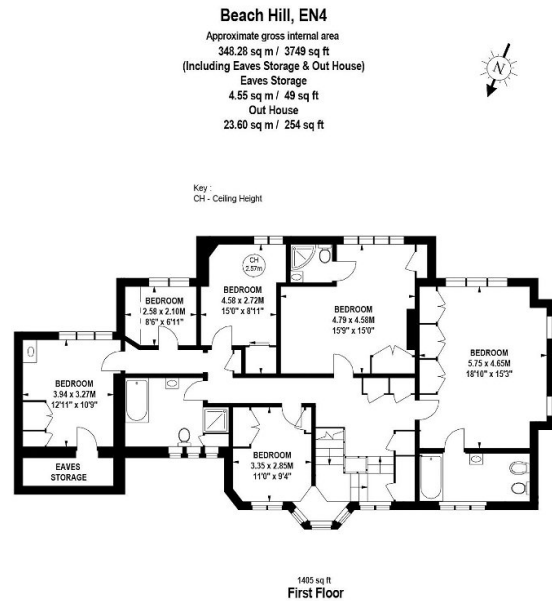 Beach Hill, EN4
Approximate gross internal area
348.28 sq m / 3749 sq ft
(Including Eaves Storage & Out House)
Eaves Storage
4.55 sq m / 49 sq ft
Out House
23.60 sq m / 254 sq ft
N
Key :
CH - Ceiling Height
CH
2.57m
BEDROOM
2.58 x 2.10M
8'6" x 6'11"
BEDROOM
4.58 x 2.72M
15'0" x 8'11"
BEDROOM
4.79 x 4.58M
15'9" x 15'0"
BEDROOM
5.75 x 4.65M
18'10" x 15'3"
BEDROOM
3.94 x 3.27M
12'11" x 10'9"
BEDROOM
3.35 x 2.85M
11'0" x 9'4"
EAVES
STORAGE
1405 sq ft
First Floor